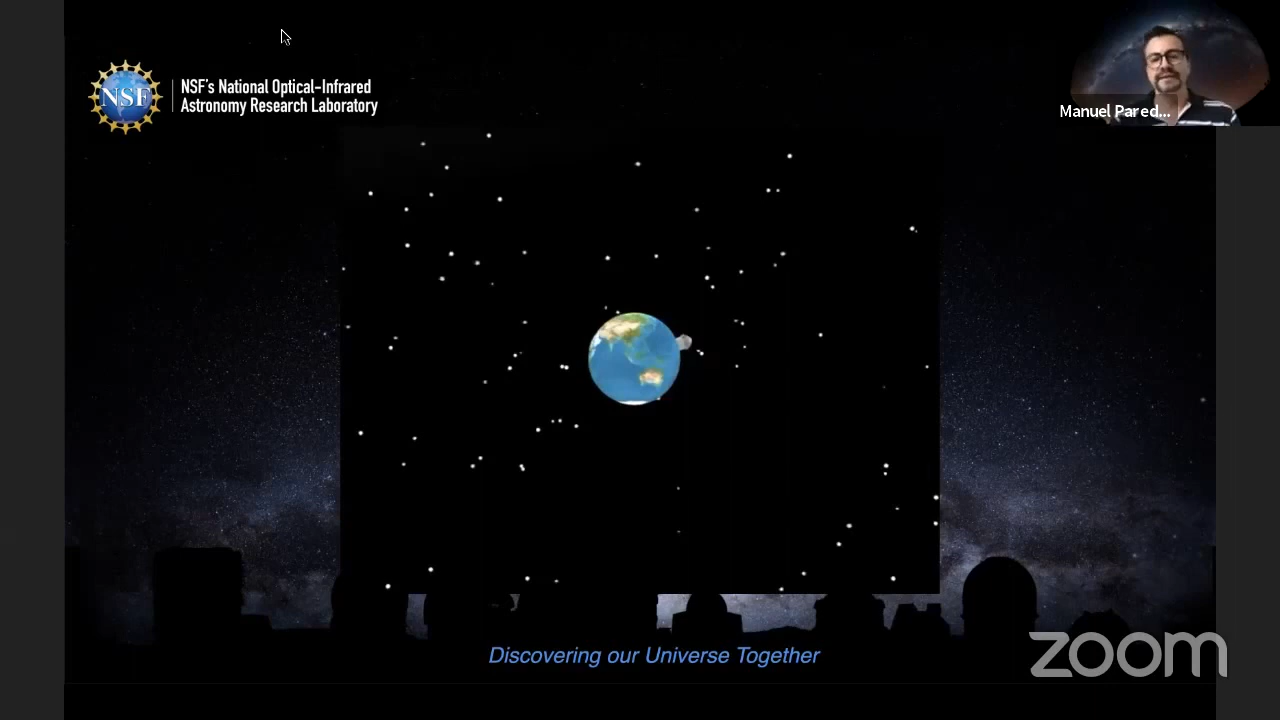 NSF
NSF's National Optical-Infrared
Astronomy Research Laboratory
Manuel Pared...
Discovering our Universe Together
zoom